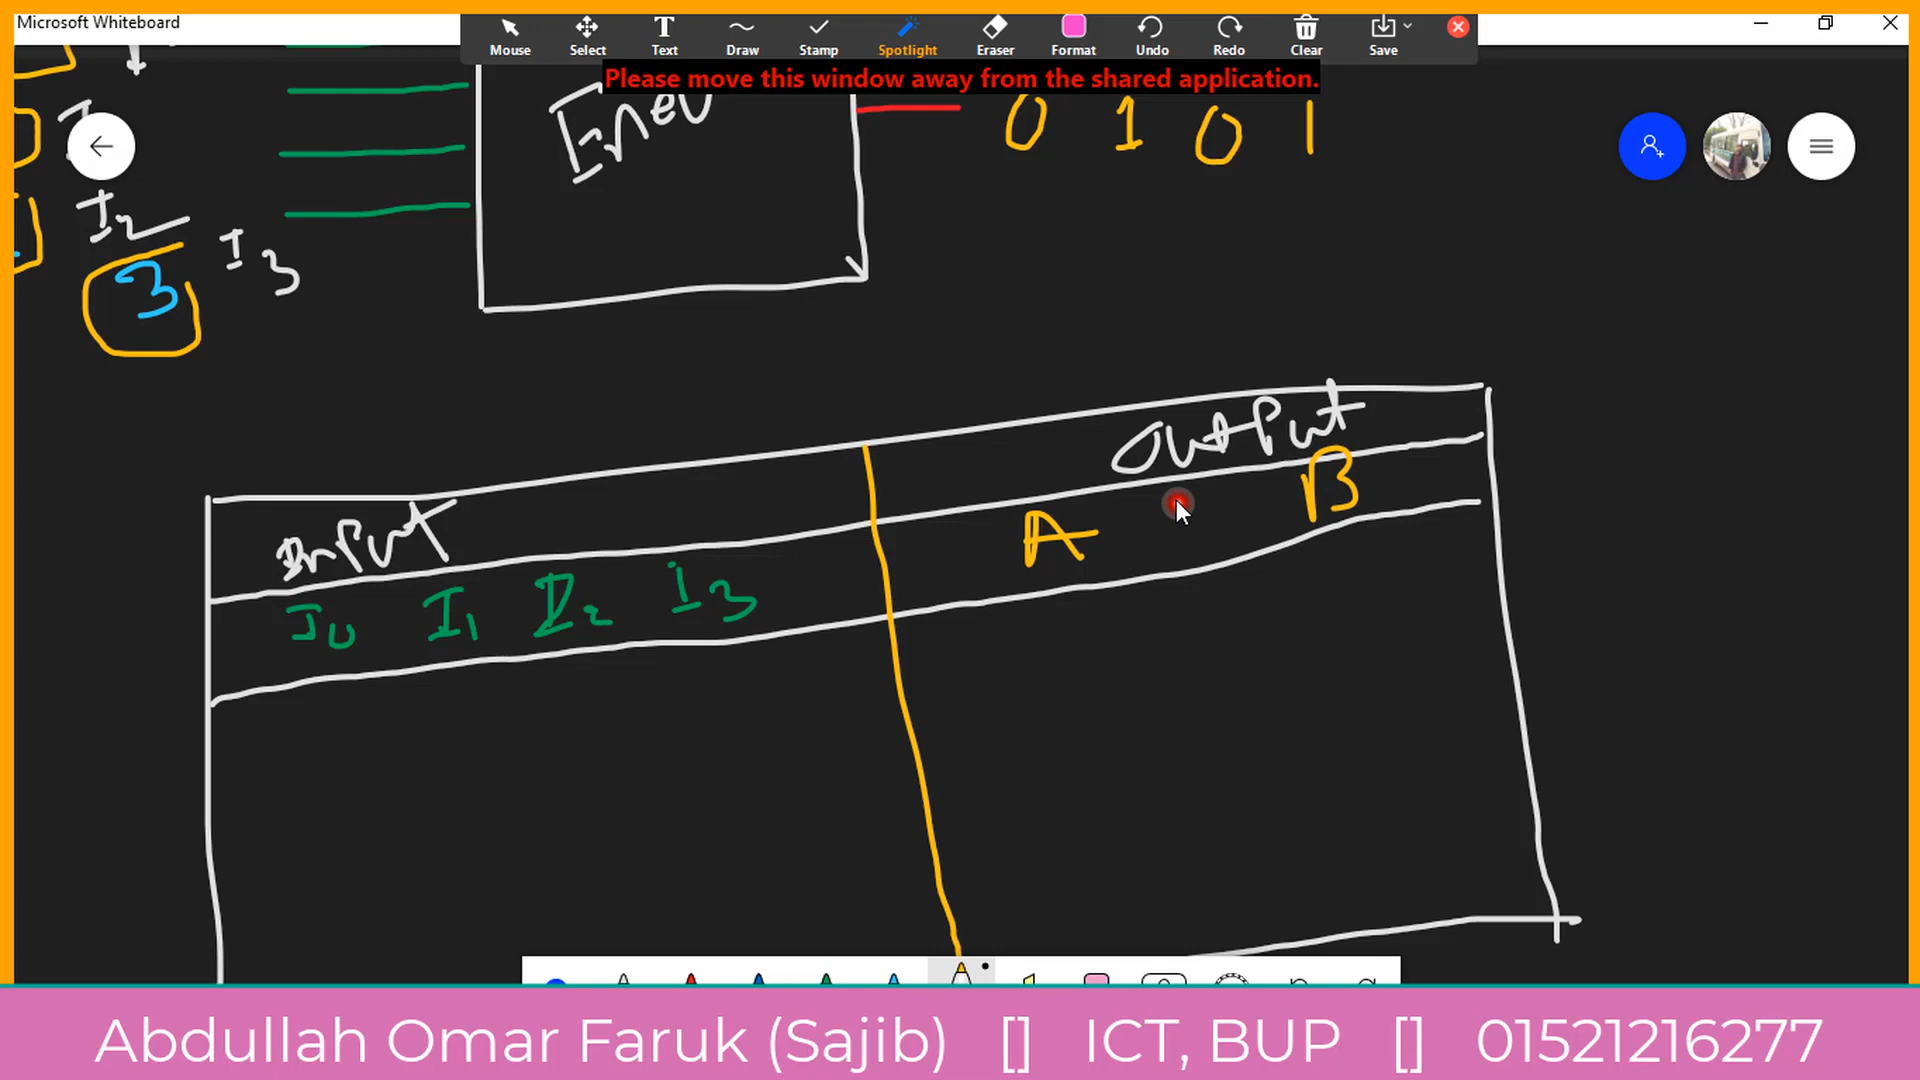 Microsoft Whiteboard
Mouse Select Text Draw Stamp Spotlight Eraser Format Undo Redo Clear Save
Please move this window away from the shared application.
0 1 0 1
I2
3
I3
Output
Input
A B
I0 I1 I2 I3
Abdullah Omar Faruk (Sajib) [] ICT, BUP [] 01521216277